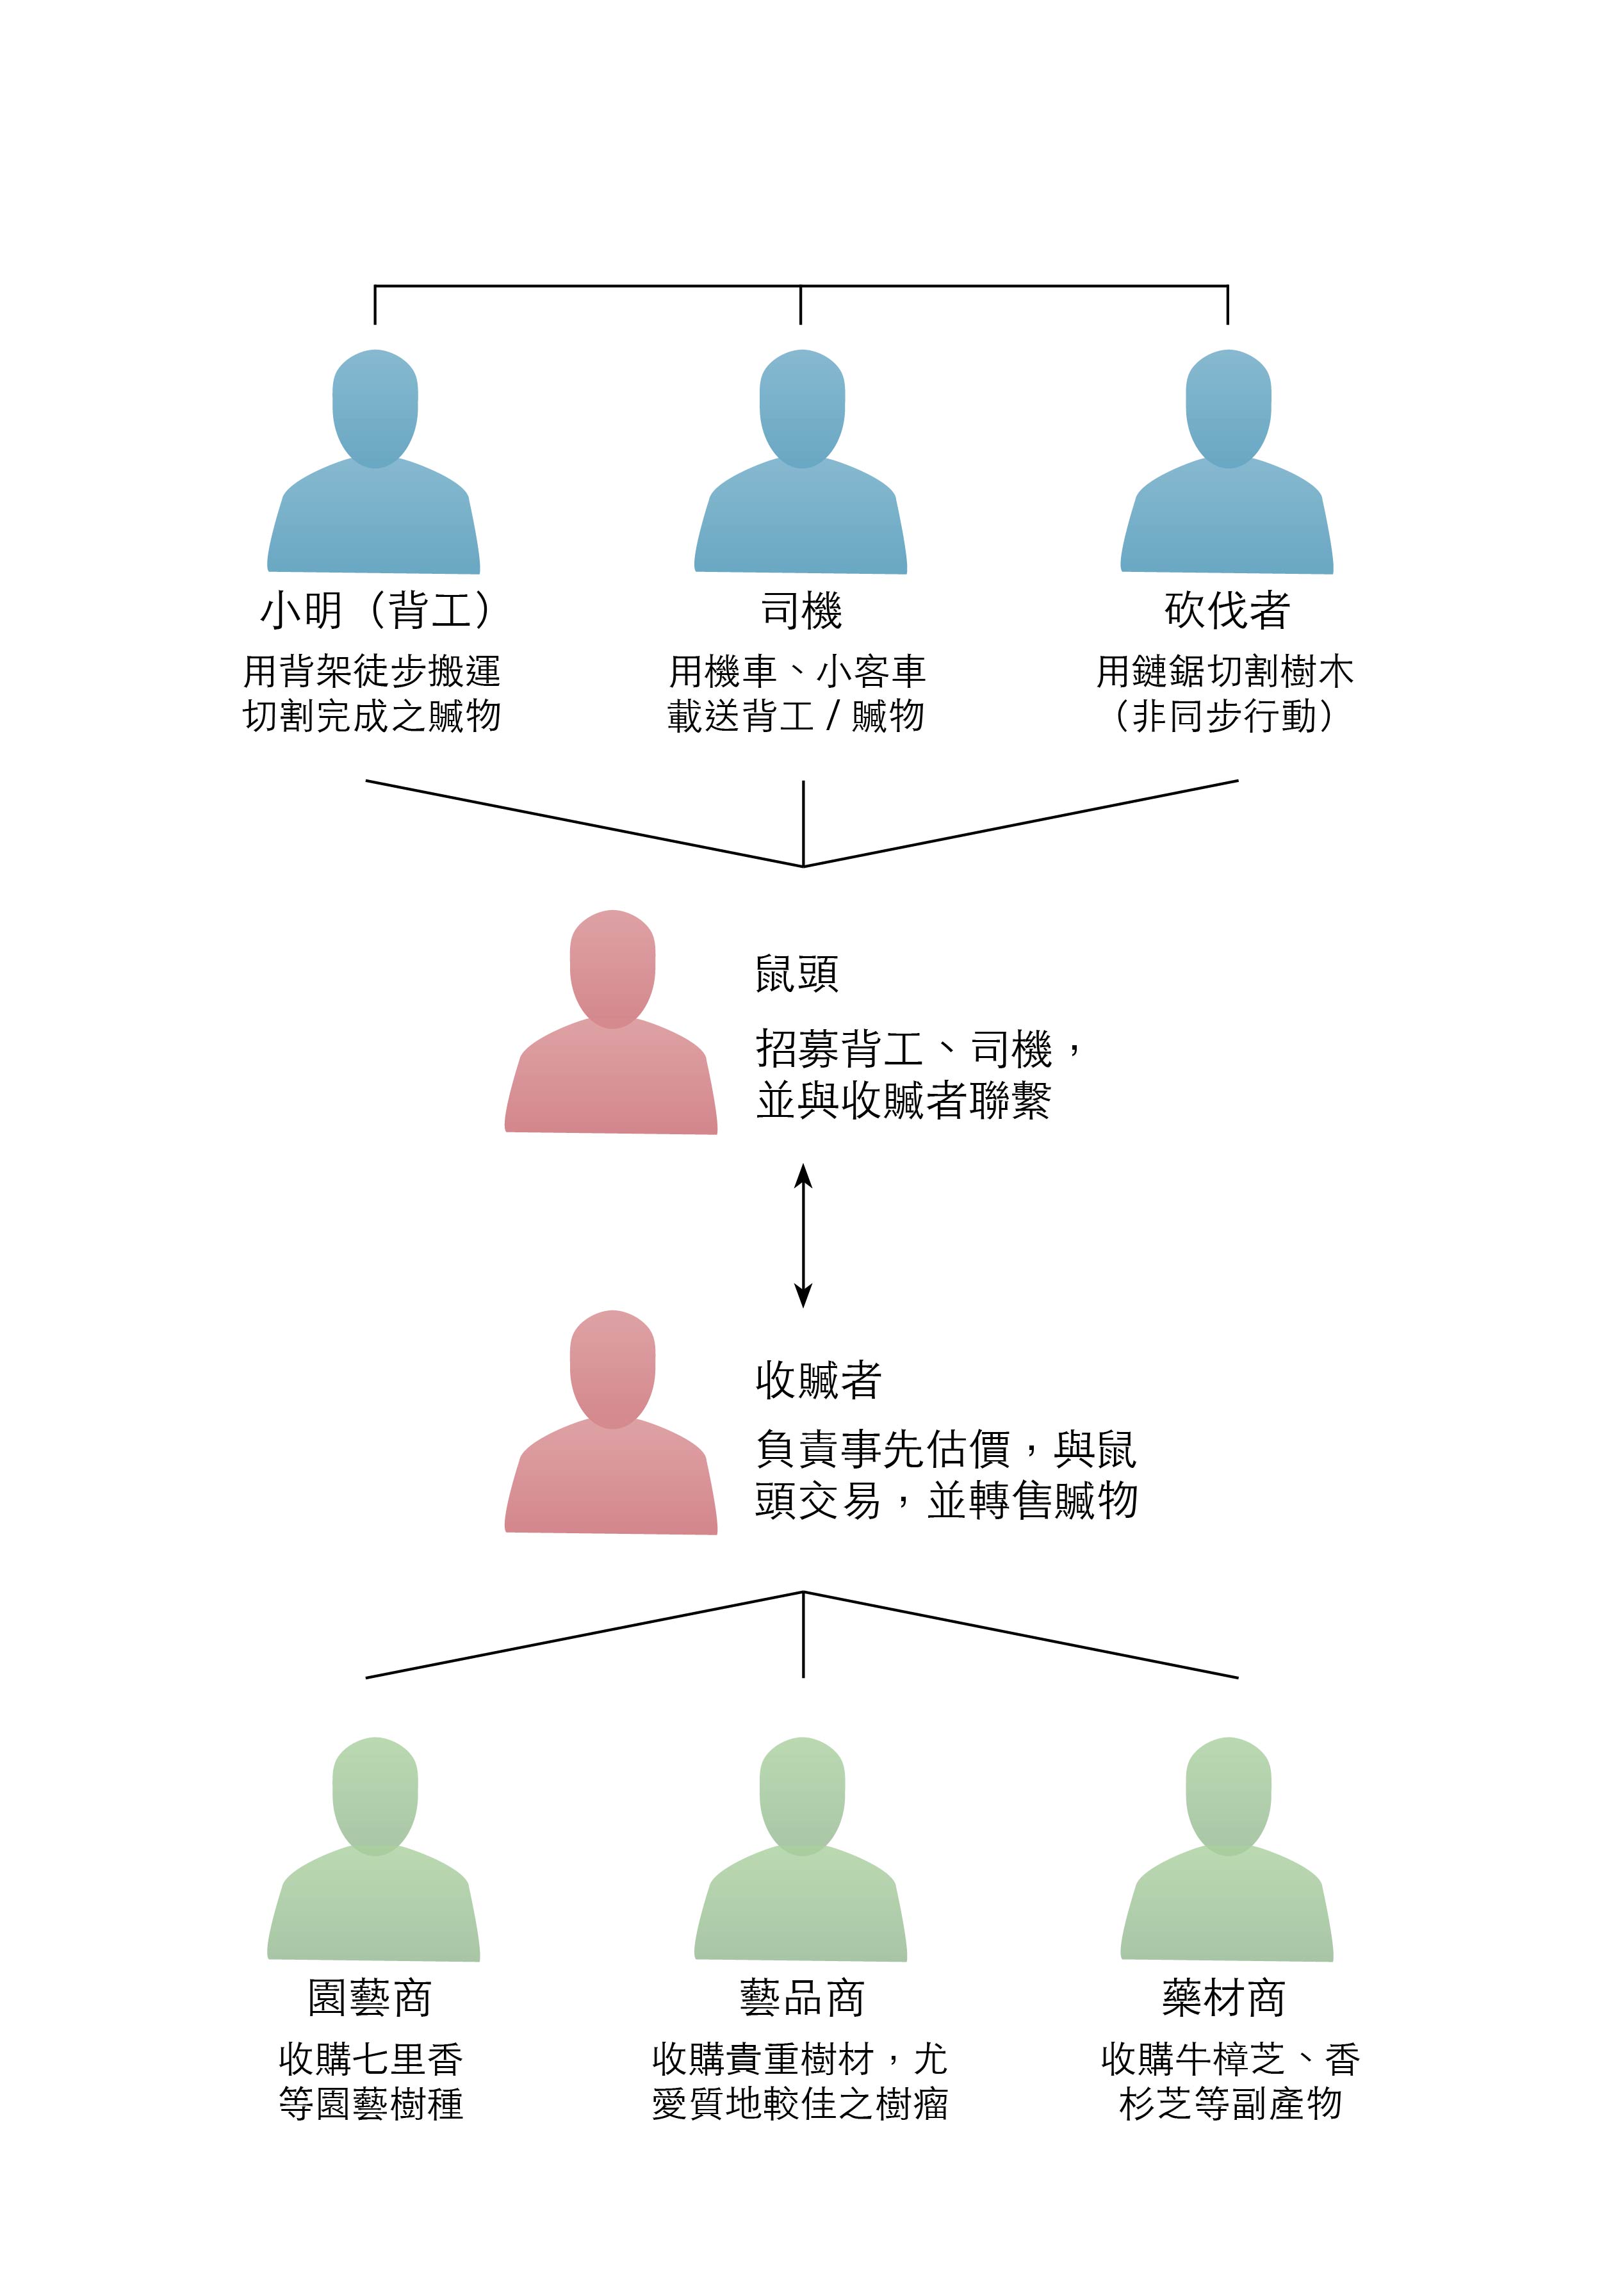 小明（背工）
用背架徒步搬運
切割完成之贓物
司機
用機車、小客車
載送背工 / 贓物
砍伐者
用鏈鋸切割樹木
（非同步行動）
鼠頭
招募背工、司機，
並與收贓者聯繫
收贓者
負責事先估價，與鼠
頭交易，並轉售贓物
園藝商
收購七里香
等園藝樹種
藝品商
收購貴重樹材，尤
愛質地較佳之樹瘤
藥材商
收購牛樟芝、香
杉芝等副產物